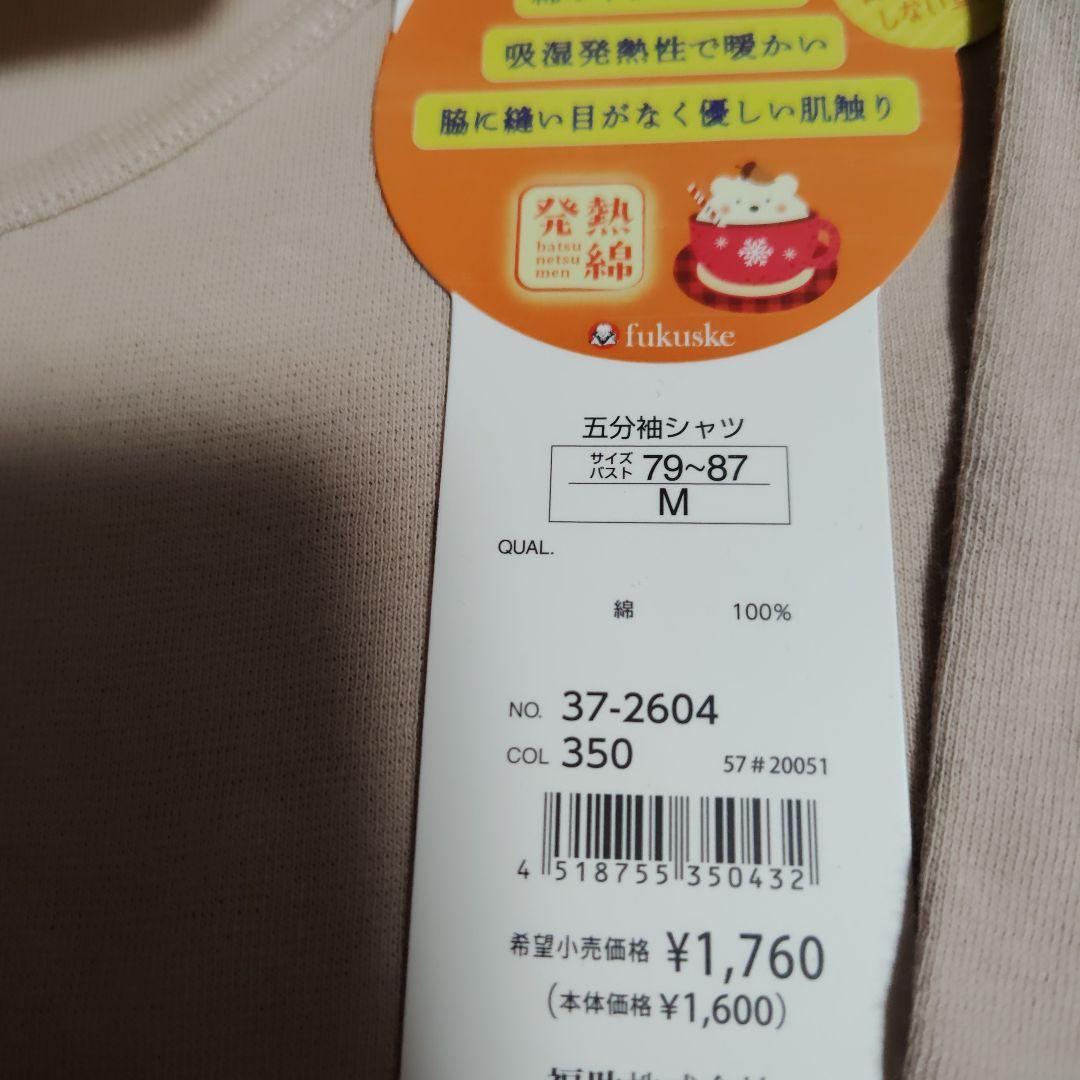 しない
吸湿発熱性で暖かい
脇に縫い目がなく優しい肌触り
発熱綿
hatsu
netsu
men
fukuske
五分袖シャツ
サイズ
バスト 79~87
M
QUAL.
綿 100%
NO. 37-2604
COL 350 57#20051
4 518755 350432
希望小売価格 ¥1,760
(本体価格 ¥1,600)